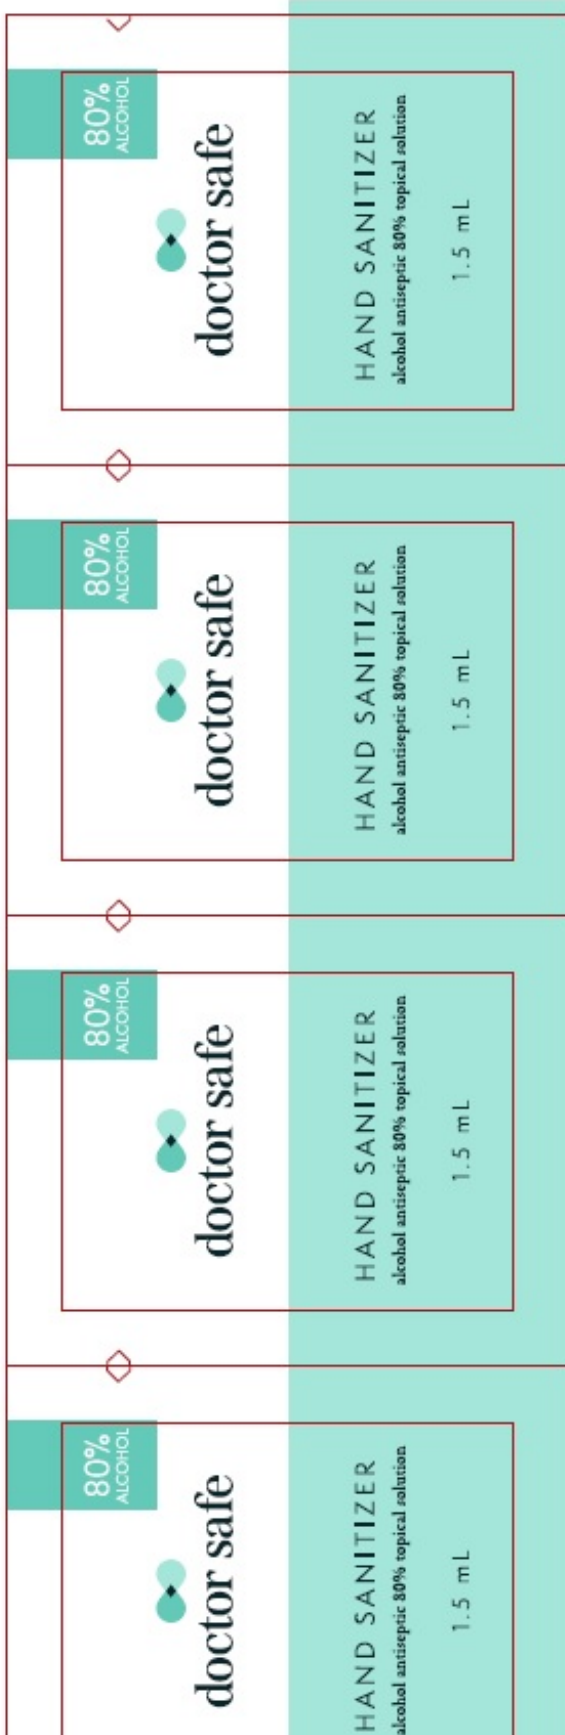 80%
ALCOHOL
doctor safe
HAND SANITIZER
alcohol antiseptic 80% topical solution
1.5 mL
80%
ALCOHOL
doctor safe
HAND SANITIZER
alcohol antiseptic 80% topical solution
1.5 mL
80%
ALCOHOL
doctor safe
HAND SANITIZER
alcohol antiseptic 80% topical solution
1.5 mL
80%
ALCOHOL
doctor safe
HAND SANITIZER
alcohol antiseptic 80% topical solution
1.5 mL